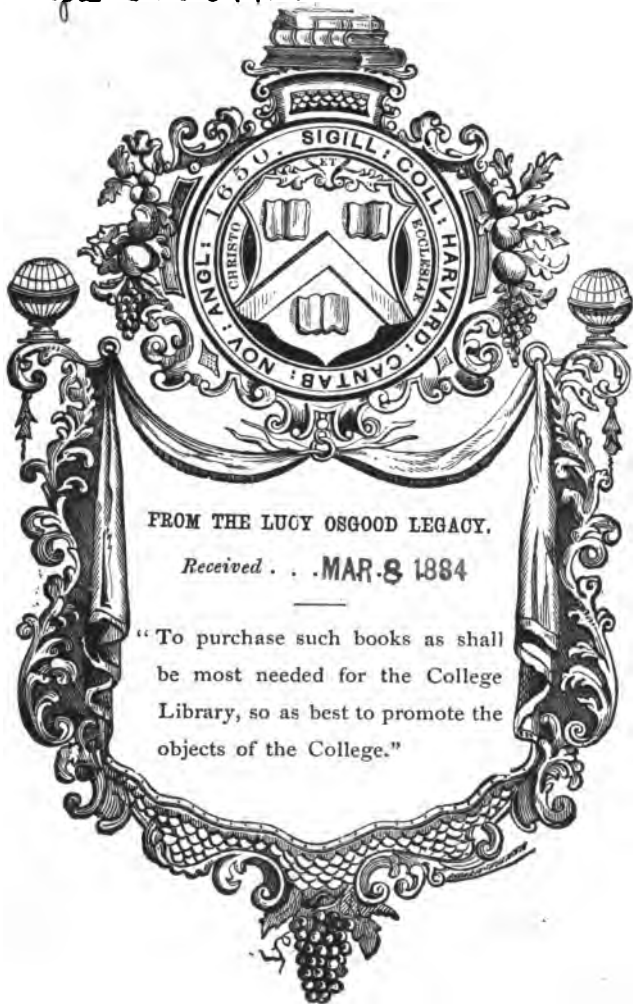 SIGILL : COLL : HARVARD : CANTAB : NOV : ANGL : 1650.
ET
CHRISTO
ECCLESIAE
FROM THE LUCY OSGOOD LEGACY.
Received . . . MAR. 8 1884
“To purchase such books as shall
be most needed for the College
Library, so as best to promote the
objects of the College.”